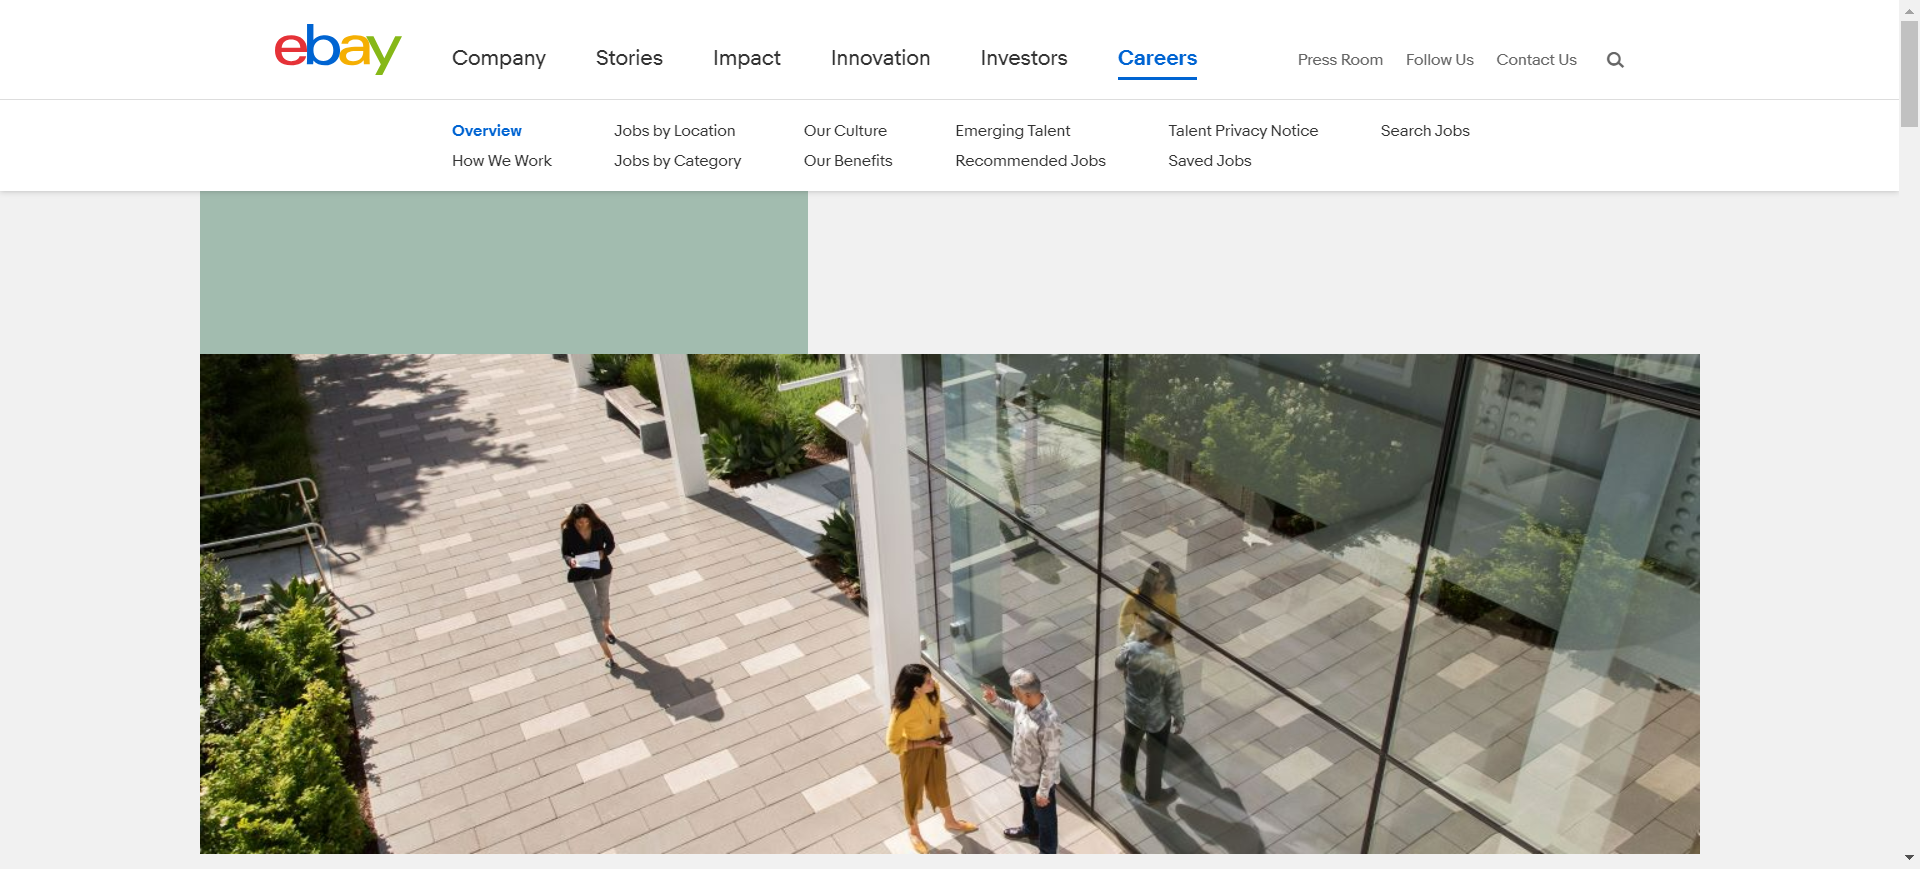 ebay
Company Stories Impact Innovation Investors Careers Press Room Follow Us Contact Us
Overview Jobs by Location Our Culture Emerging Talent Talent Privacy Notice Search Jobs
How We Work Jobs by Category Our Benefits Recommended Jobs Saved Jobs